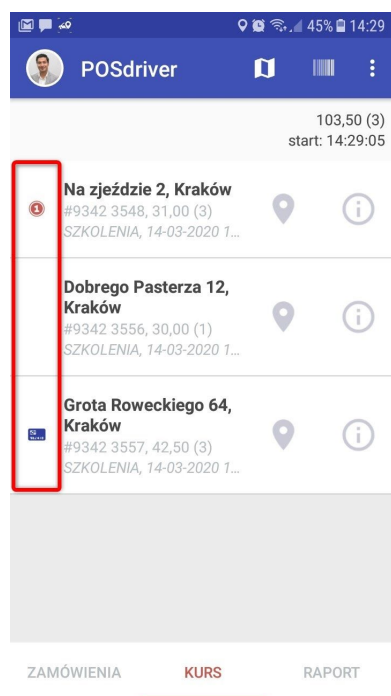 45% 14:29
POSdriver
103,50 (3)
start: 14:29:05
Na zjeździe 2, Kraków
#9342 3548, 31,00 (3)
SZKOLENIA, 14-03-2020 1...
1
Dobrego Pasterza 12,
Kraków
#9342 3556, 30,00 (1)
SZKOLENIA, 14-03-2020 1...
Grota Roweckiego 64,
Kraków
#9342 3557, 42,50 (3)
SZKOLENIA, 14-03-2020 1...
ZAMÓWIENIA KURS RAPORT